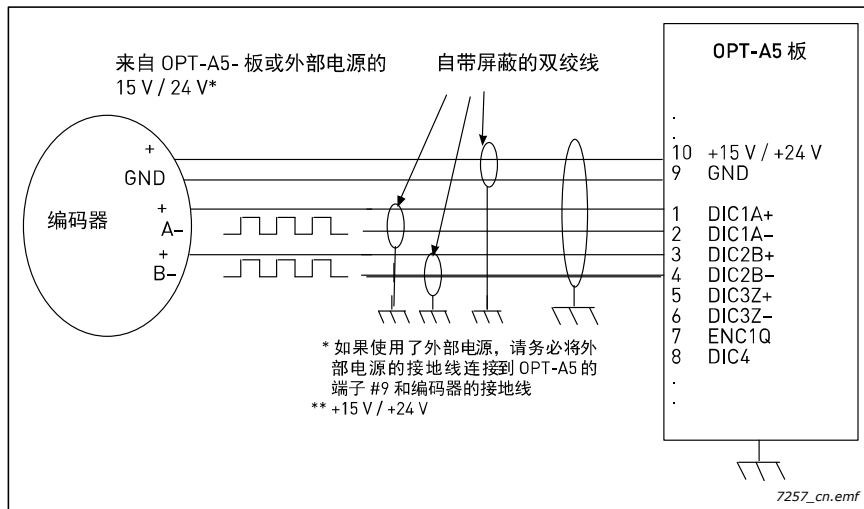 OPT-A5 板
来自 OPT-A5- 板或外部电源的
15 V / 24 V*
自带屏蔽的双绞线
.
.
+
10 +15 V / +24 V
GND
9 GND
编码器
+
A-
1 DIC1A+
2 DIC1A-
+
B-
3 DIC2B+
4 DIC2B-
5 DIC3Z+
6 DIC3Z-
7 ENC1Q
8 DIC4
.
.
* 如果使用了外部电源，请务必将外
部电源的接地线连接到 OPT-A5 的
端子 #9 和编码器的接地线
** +15 V / +24 V
7257_cn.emf